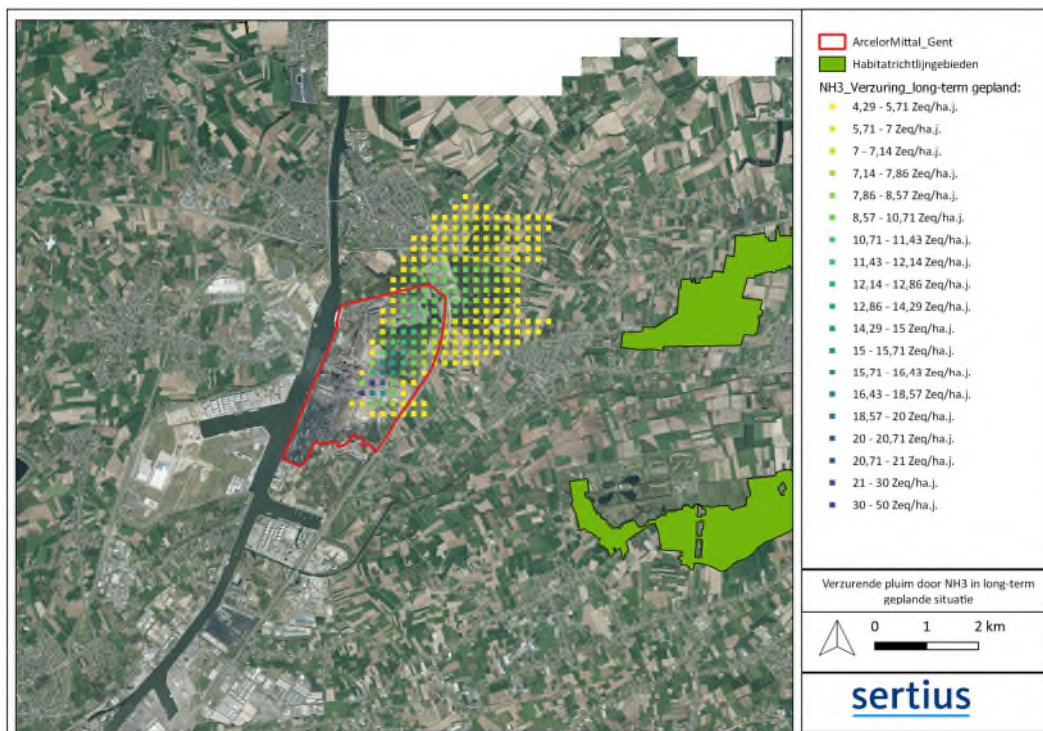 ArcelorMittal_Gent
Habitatrichtlijngebieden
NH3_Verzuring_long-term gepland:
4,29 - 5,71 Zeq/ha.j.
5,71 - 7 Zeq/ha.j.
7 - 7,14 Zeq/ha.j.
7,14 - 7,86 Zeq/ha.j.
7,86 - 8,57 Zeq/ha.j.
8,57 - 10,71 Zeq/ha.j.
10,71 - 11,43 Zeq/ha.j.
11,43 - 12,14 Zeq/ha.j.
12,14 - 12,86 Zeq/ha.j.
12,86 - 14,29 Zeq/ha.j.
14,29 - 15 Zeq/ha.j.
15 - 15,71 Zeq/ha.j.
15,71 - 16,43 Zeq/ha.j.
16,43 - 18,57 Zeq/ha.j.
18,57 - 20 Zeq/ha.j.
20 - 20,71 Zeq/ha.j.
20,71 - 21 Zeq/ha.j.
21 - 30 Zeq/ha.j.
30 - 50 Zeq/ha.j.
Verzurende pluim door NH3 in long-term
geplande situatie
0 1 2 km
sertius